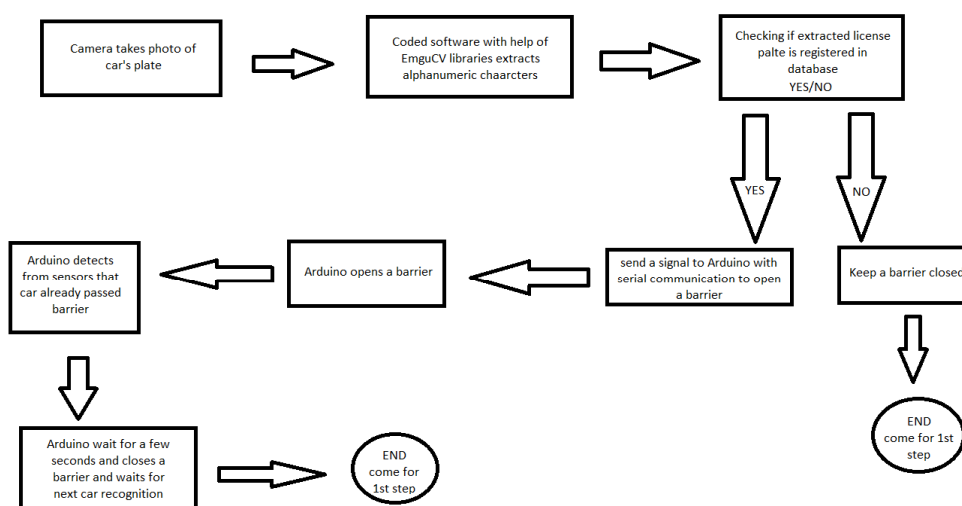 Camera takes photo of
car's plate
Coded software with help of
EmguCV libraries extracts
alphanumeric chaarcters
Checking if extracted license
palte is registered in
database
YES/NO
YES
NO
Arduino detects
from sensors that
car already passed
barrier
Arduino opens a barrier
send a signal to Arduino with
serial communication to open
a barrier
Keep a barrier closed
Arduino wait for a few
seconds and closes a
barrier and waits for
next car recognition
END
come for
1st step
END
come for 1st
step